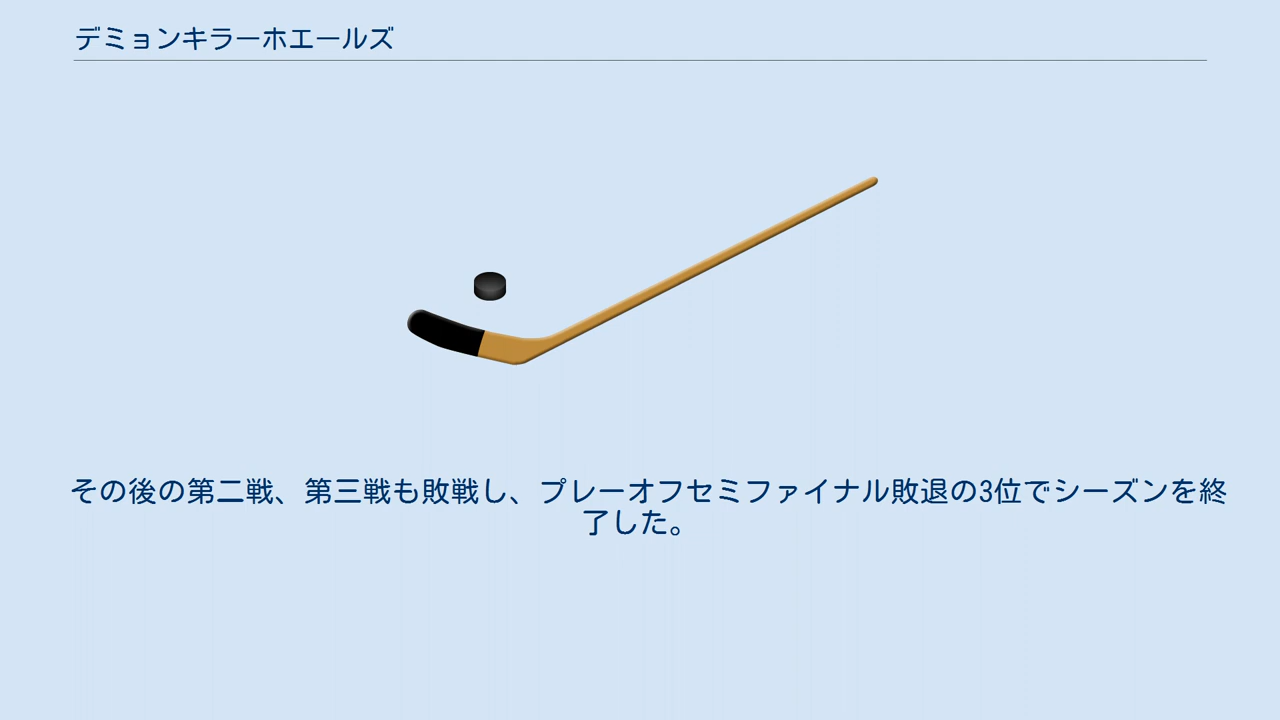 デミョンキラーホエールズ
その後の第二戦、第三戦も敗戦し、プレーオフセミファイナル敗退の3位でシーズンを終
了した。